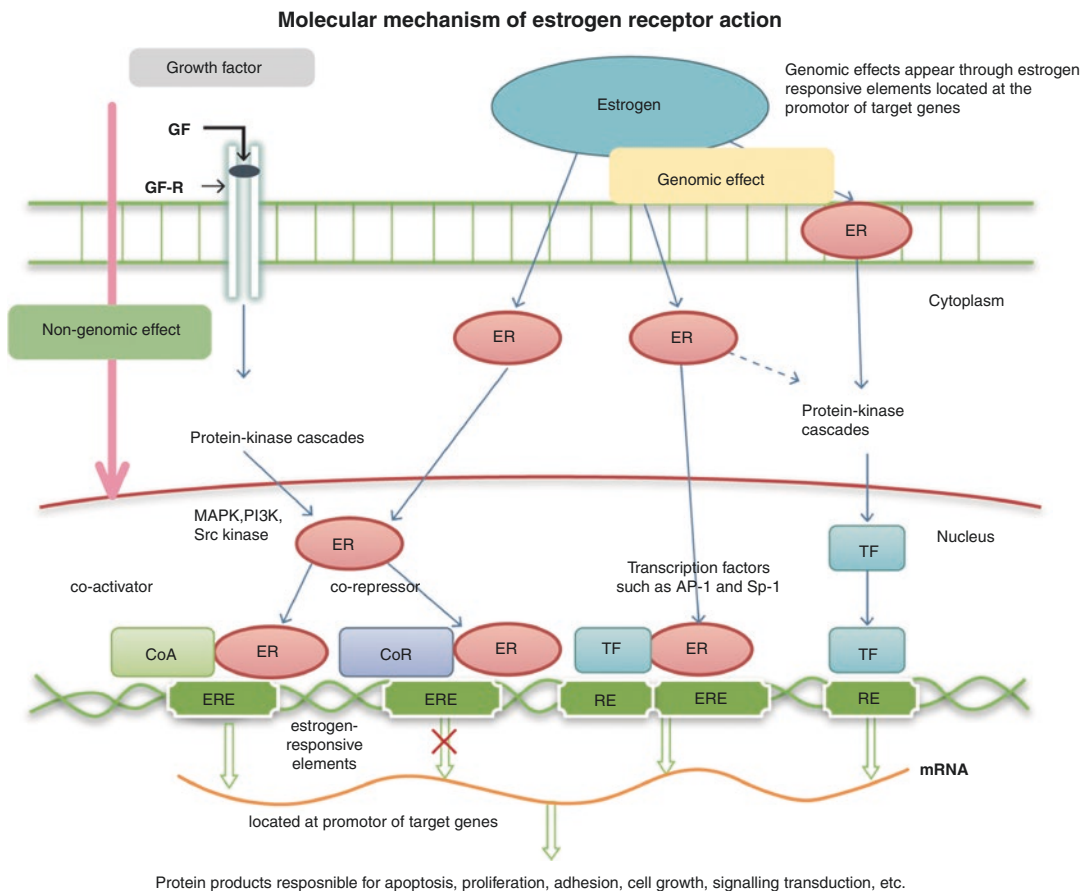 Molecular mechanism of estrogen receptor action
Growth factor
Estrogen
Genomic effects appear through estrogen
responsive elements located at the
promotor of target genes
GF
GF-R
Genomic effect
ER
Cytoplasm
Non-genomic effect
ER
ER
Protein-kinase
cascades
Protein-kinase cascades
MAPK,PI3K,
Src kinase
ER
TF
Nucleus
co-activator
co-repressor
Transcription factors
such as AP-1 and Sp-1
CoA
ER
CoR
ER
TF
ER
TF
ERE
ERE
RE
ERE
RE
estrogen-
responsive
elements
mRNA
located at promotor of target genes
Protein products resposnible for apoptosis, proliferation, adhesion, cell growth, signalling transduction, etc.